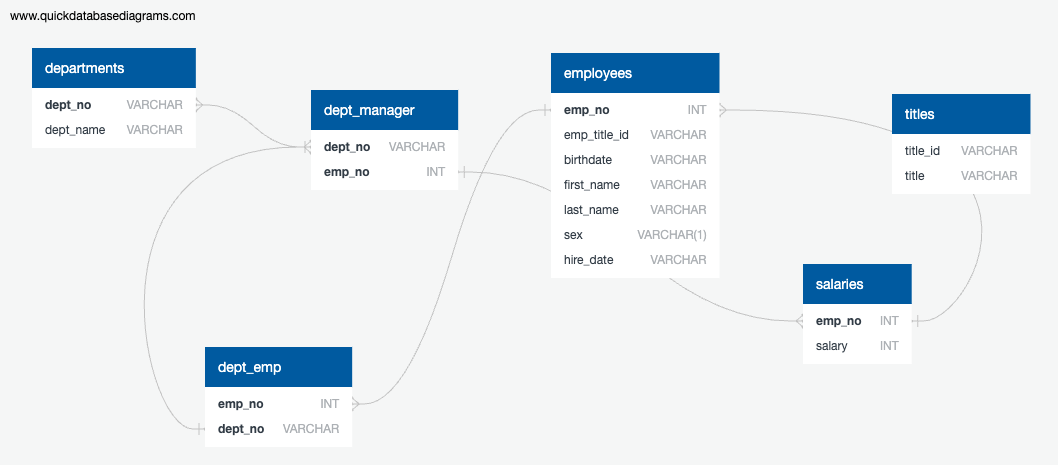 www.quickdatabasediagrams.com
departments
dept_no VARCHAR
dept_name VARCHAR
dept_manager
dept_no VARCHAR
emp_no INT
employees
emp_no INT
emp_title_id VARCHAR
birthdate VARCHAR
first_name VARCHAR
last_name VARCHAR
sex VARCHAR(1)
hire_date VARCHAR
titles
title_id VARCHAR
title VARCHAR
salaries
emp_no INT
salary INT
dept_emp
emp_no INT
dept_no VARCHAR